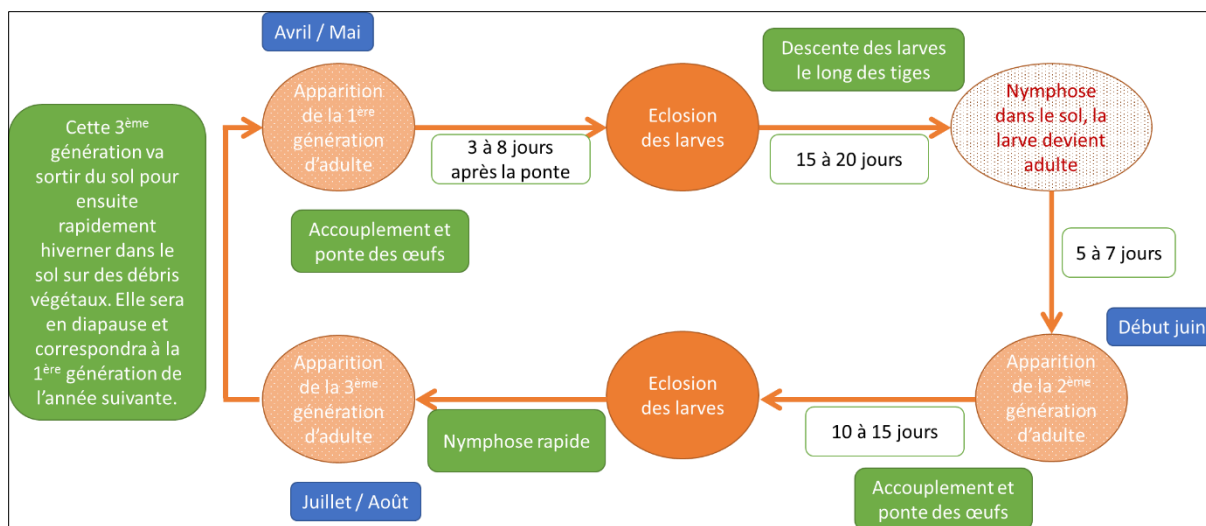 Avril / Mai
Apparition
de la 1ère
génération
d'adulte
3 à 8 jours
après la ponte
Accouplement et
ponte des œufs
Eclosion
des larves
Descente des larves
le long des tiges
15 à 20 jours
Nymphose
dans le sol, la
larve devient
adulte
5 à 7 jours
Début juin
Apparition
de la 2ème
génération
d'adulte
10 à 15 jours
Accouplement et
ponte des œufs
Eclosion
des larves
Nymphose rapide
Apparition
de la 3ème
génération
d'adulte
Juillet / Août
Cette 3ème
génération va
sortir du sol pour
ensuite
rapidement
hiverner dans le
sol sur des débris
végétaux. Elle sera
en diapause et
correspondra à la
1ère génération de
l'année suivante.